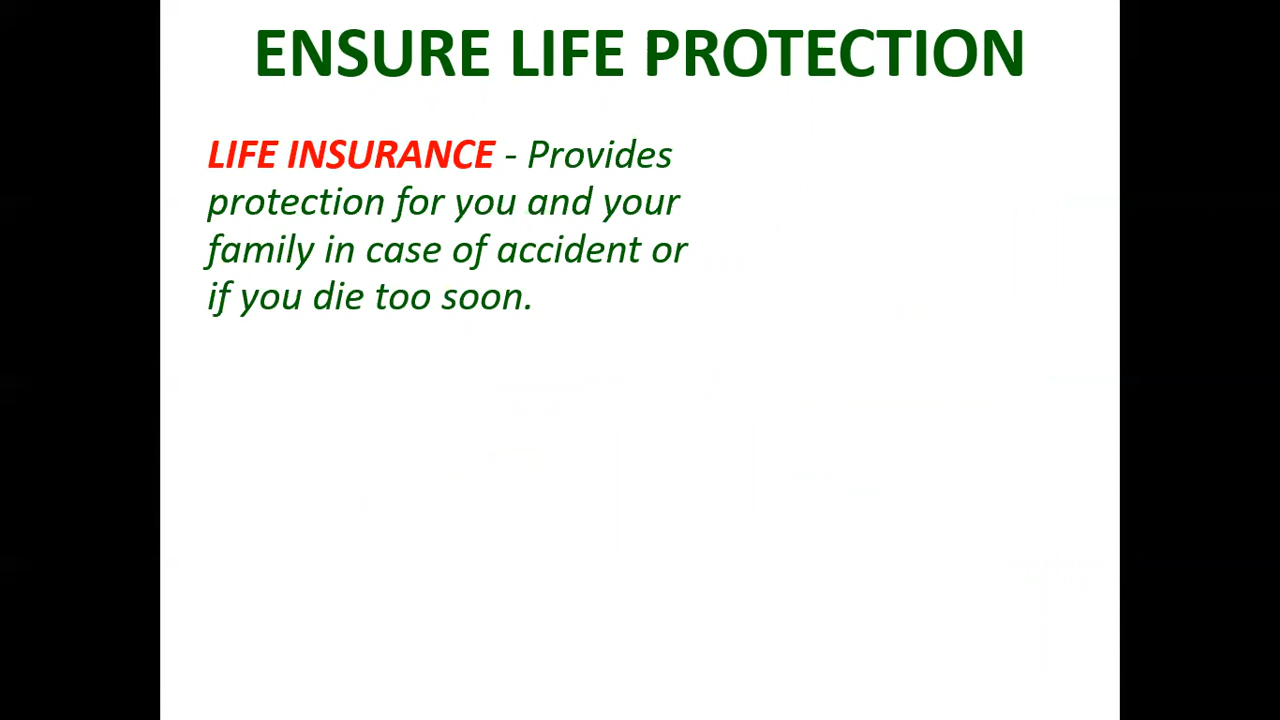 ENSURE LIFE PROTECTION
LIFE INSURANCE - Provides
protection for you and your
family in case of accident or
if you die too soon.